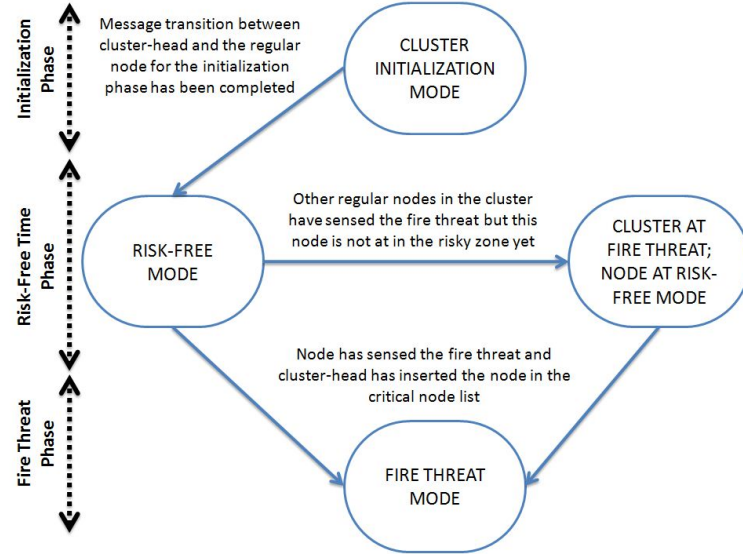 Initialization
Phase
Message transition between
cluster-head and the regular
node for the initialization
phase has been completed
CLUSTER
INITIALIZATION
MODE
Risk-Free Time
Phase
RISK-FREE
MODE
Other regular nodes in the cluster
have sensed the fire threat but this
node is not at in the risky zone yet
CLUSTER AT
FIRE THREAT;
NODE AT RISK-
FREE MODE
Node has sensed the fire threat and
cluster-head has inserted the node in the
critical node list
Fire Threat
Phase
FIRE THREAT
MODE